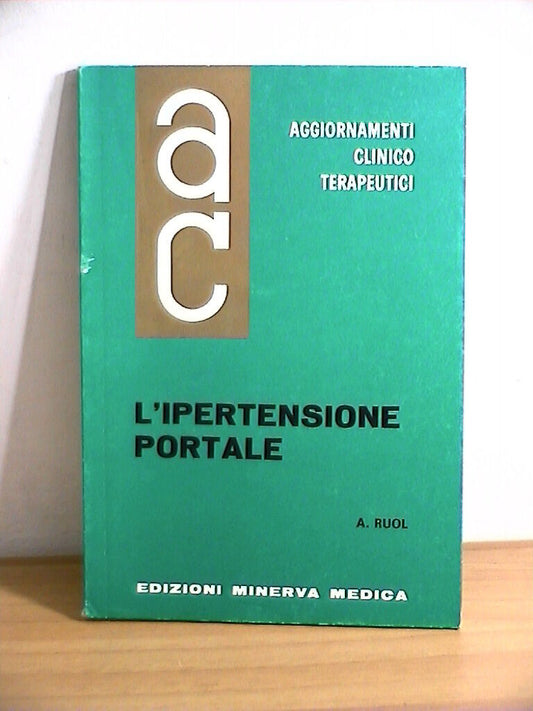 ac
AGGIORNAMENTI
CLINICO
TERAPEUTICI
L'IPERTENSIONE
PORTALE
A. RUOL
EDIZIONI MINERVA MEDICA